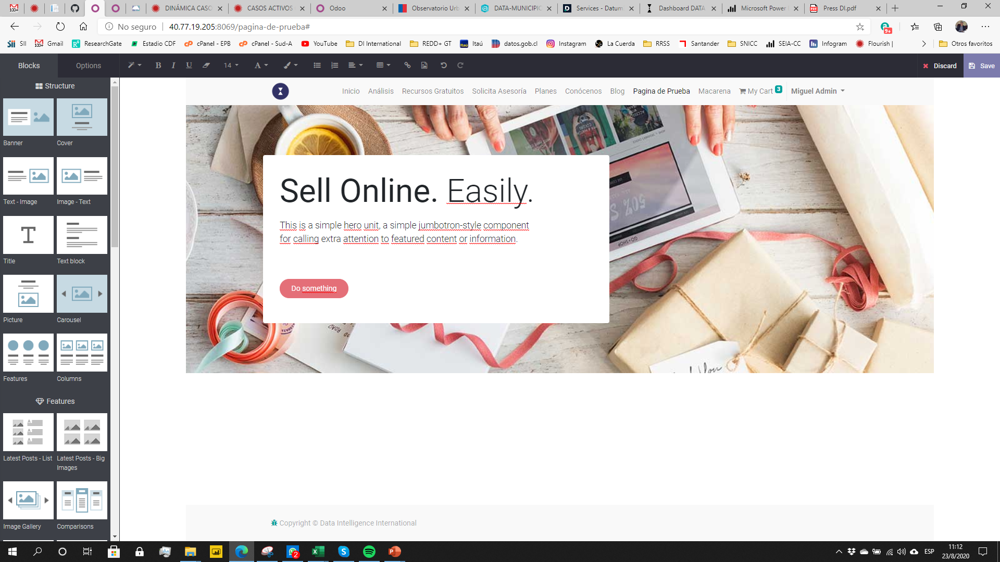 DINÁMICA CASO
CASOS ACTIVOS
Odoo
Observatorio Urb
DATA-MUNICIPIO
Services - Datum
Dashboard DATA
Microsoft Power
Press DI.pdf
No seguro
40.77.19.205:8069/pagina-de-prueba#
9+
SII
Gmail
ResearchGate
Estadio CDF
cPanel - EPB
cPanel - Sud-A
YouTube
DI International
REDD+ GT
Itaú
datos.gob.cl
Instagram
La Cuerda
RRSS
Santander
SNICC
SEIA-CC
Infogram
Flourish |
Otros favoritos
Blocks
Options
14
Discard
Save
Structure
Banner
Cover
Text - Image
Image - Text
Title
Text block
Picture
Carousel
Features
Columns
Features
Latest Posts - List
Latest Posts - Big
Images
Image Gallery
Comparisons
Inicio
Análisis
Recursos Gratuitos
Solicita Asesoría
Planes
Conócenos
Blog
Pagina de Prueba
Macarena
My Cart 3
Miguel Admin
Sell Online. Easily.
This is a simple hero unit, a simple jumbotron-style component
for calling extra attention to featured content or information.
Do something
Copyright © Data Intelligence International
2
ESP
11:12
23/8/2020